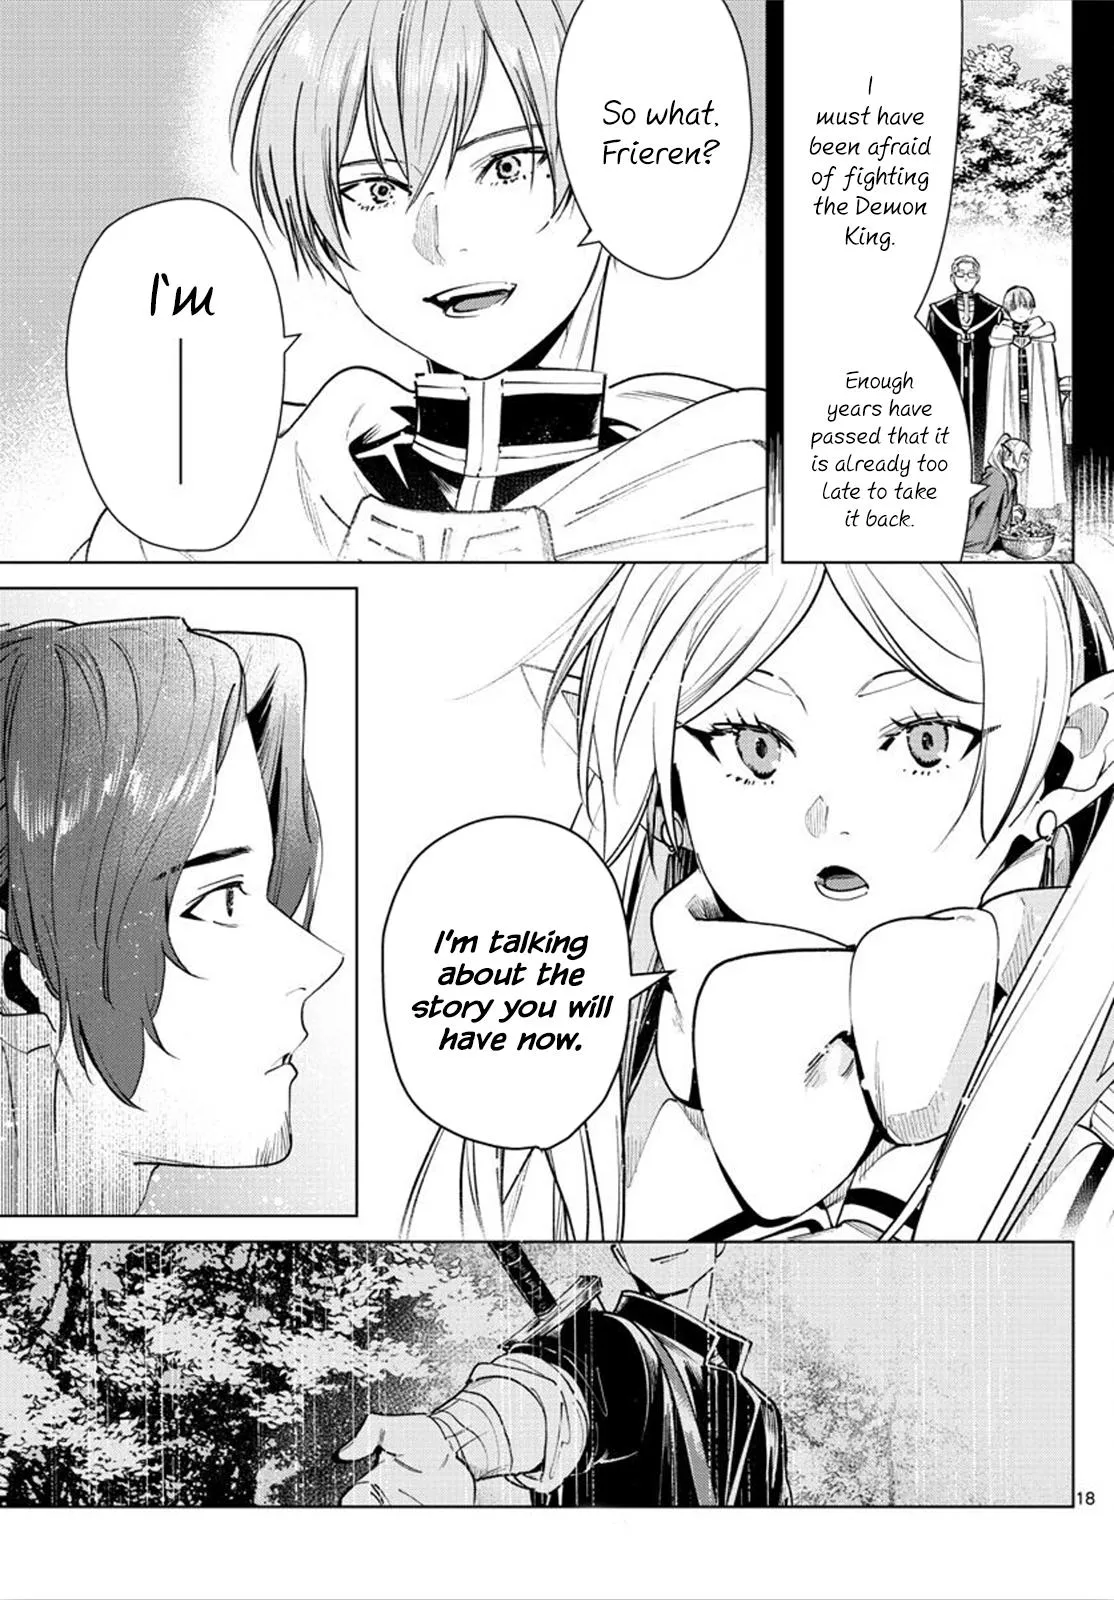 I
must have
been afraid
of fighting
the Demon
King.
Enough
years have
passed that it
is already too
late to take
it back.
So what,
Frieren?
I'm
—
I'm talking
about the
story you will
have now.
18